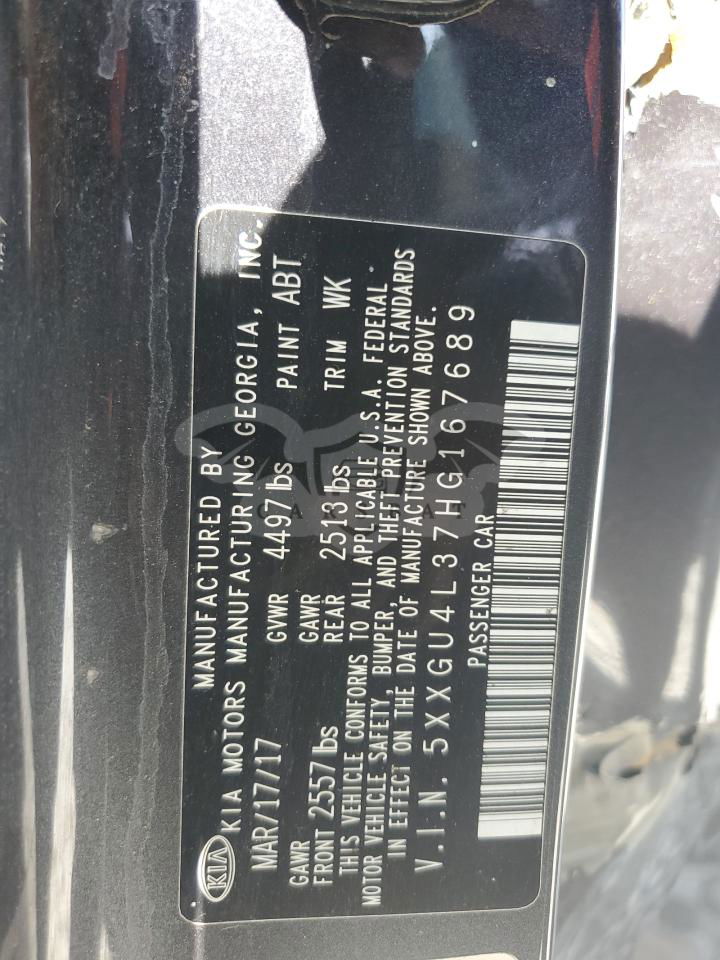 MANUFACTURED BY
KIA KIA MOTORS MANUFACTURING GEORGIA, INC.
MAR/17/17 GVWR 4497 lbs PAINT ABT
GAWR FRONT 2557 lbs GAWR REAR 2513 lbs TRIM WK
THIS VEHICLE CONFORMS TO ALL APPLICABLE U.S.A. FEDERAL
MOTOR VEHICLE SAFETY, BUMPER, AND THEFT PREVENTION STANDARDS
IN EFFECT ON THE DATE OF MANUFACTURE SHOWN ABOVE.
V.I.N. 5XXGU4L37HG167689
PASSENGER CAR